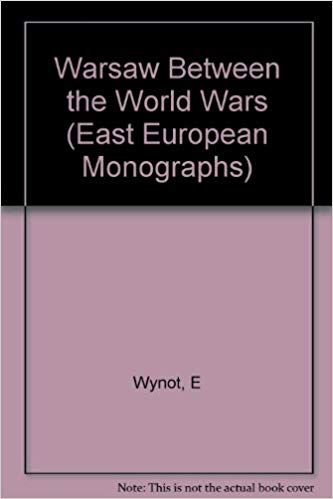 Warsaw Between
the World Wars
(East European
Monographs)
Wynot, E
Note: This is not the actual book cover